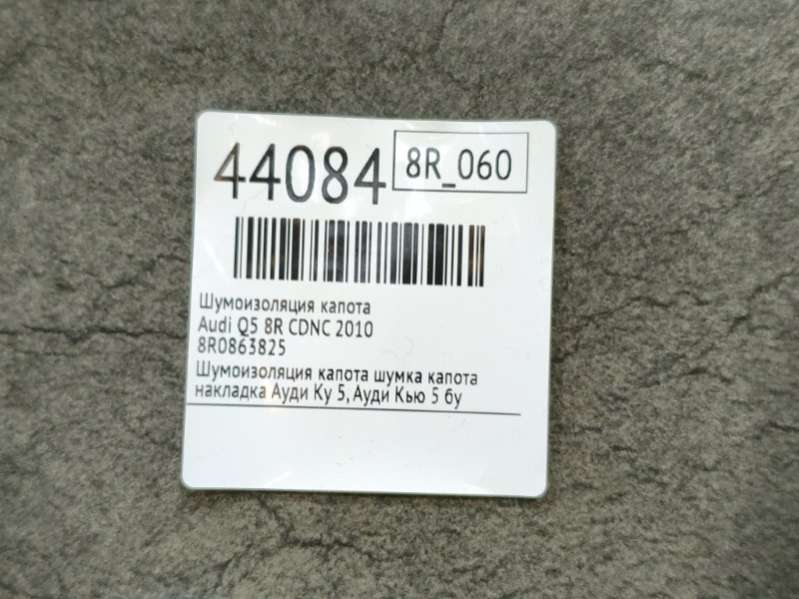 44084
8R_060
Шумоизоляция капота
Audi Q5 8R CDNC 2010
8R0863825
Шумоизоляция капота шумка капота
накладка Ауди Ку 5, Ауди Кью 5 бу